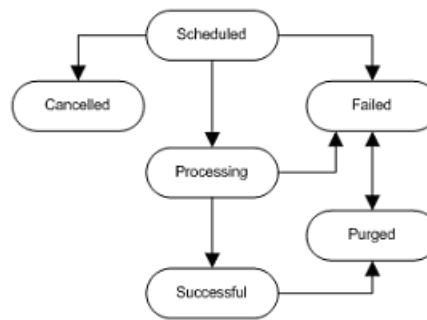 Scheduled
Cancelled
Failed
Processing
Purged
Successful